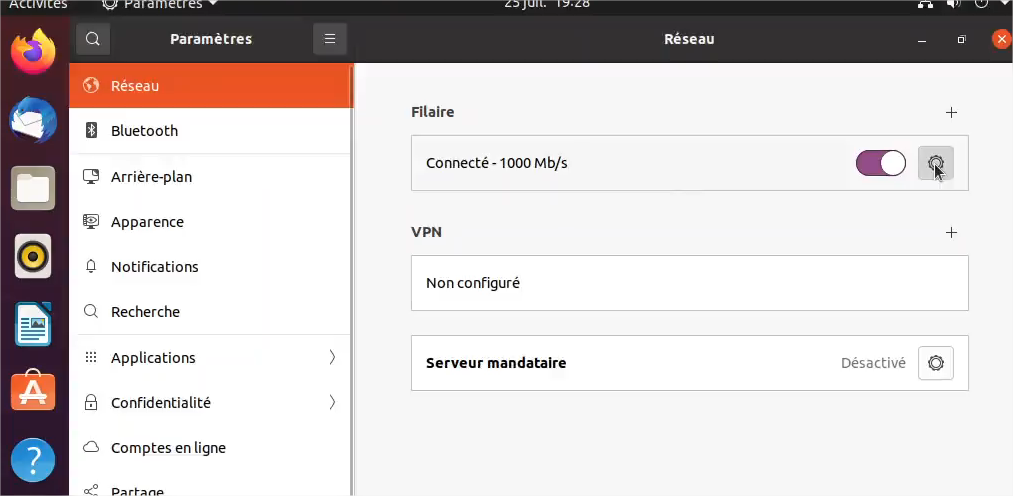 Activités Paramètres 25 juil. 19:28
Paramètres
Réseau
Réseau
Bluetooth
Arrière-plan
Apparence
Notifications
Recherche
Applications
Confidentialité
Comptes en ligne
Partage
Filaire
Connecté - 1000 Mb/s
VPN
Non configuré
Serveur mandataire
Désactivé